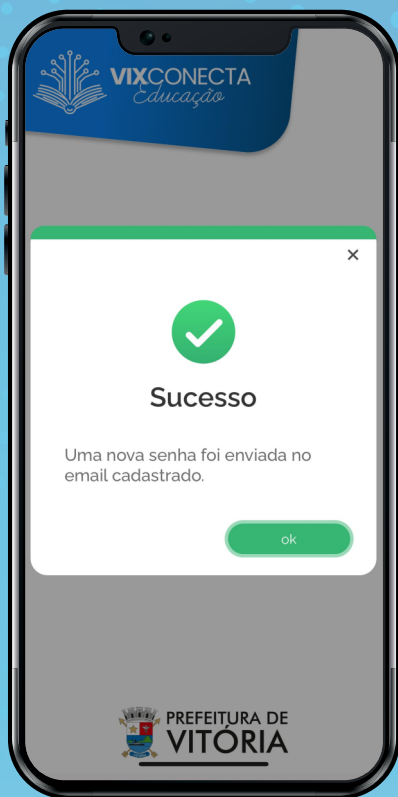 VIXCONECTA
Educação
×
Sucesso
Uma nova senha foi enviada no
email cadastrado.
ok
PREFEITURA DE
VITÓRIA